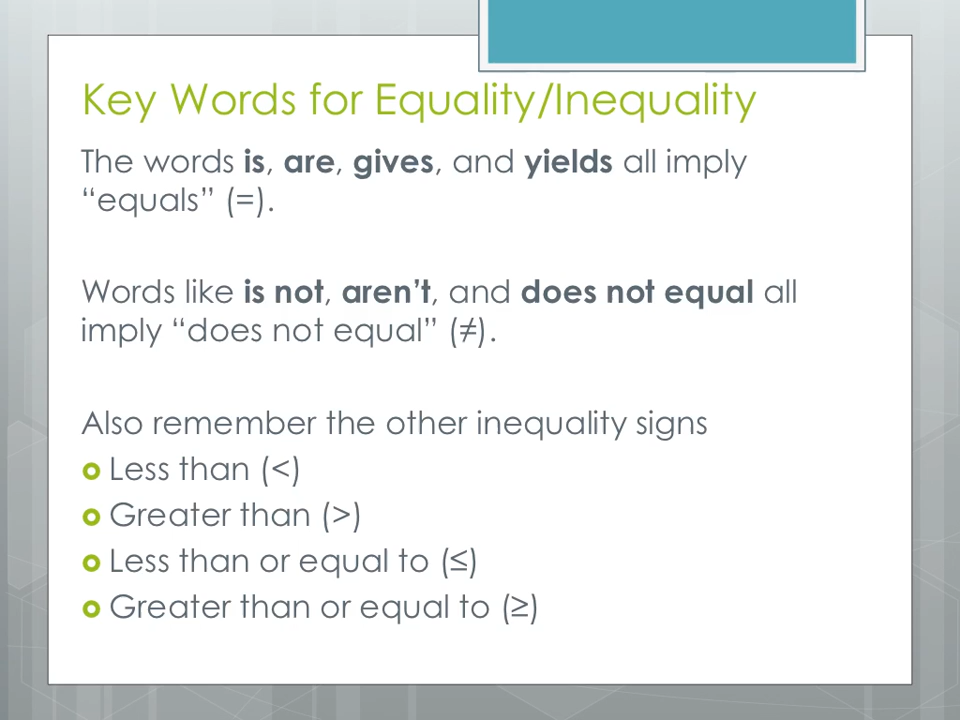 Key Words for Equality/Inequality
The words is, are, gives, and yields all imply
“equals” (=).
Words like is not, aren’t, and does not equal all
imply “does not equal” (≠).
Also remember the other inequality signs
Less than (<)
Greater than (>)
Less than or equal to (≤)
Greater than or equal to (≥)